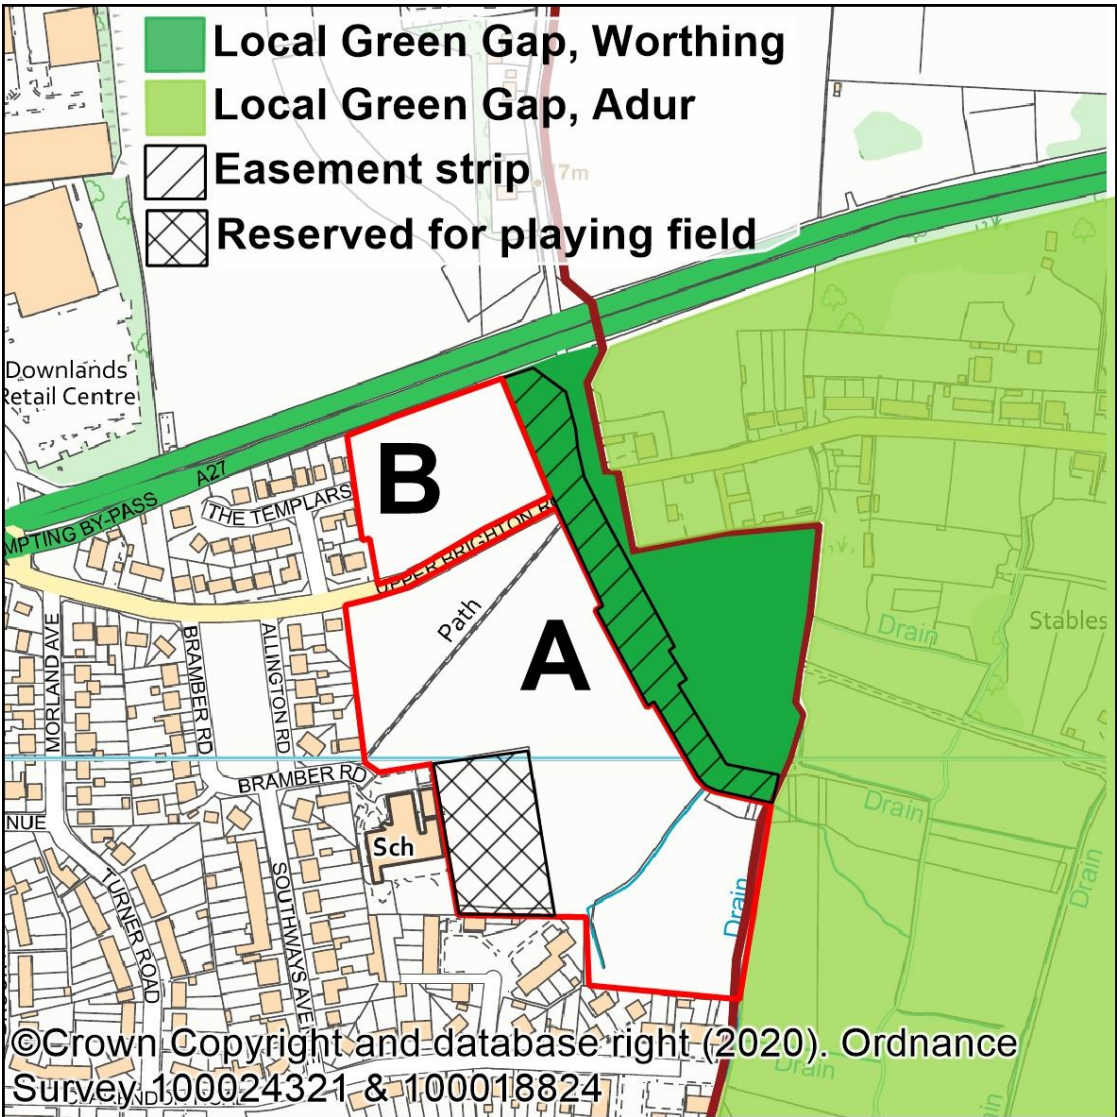 Local Green Gap, Worthing
Local Green Gap, Adur
Easement strip
Reserved for playing field
17m
Downlands
Retail Centre
A27
MPTING BY-PASS
THE TEMPLARS
B
UPPER BRIGHTON R
Path
A
MORLAND AVE
BRAMBER RD
ALLINGTON RD
BRAMBER RD
Drain
Stables
NUE
Sch
TURNER ROAD
SOUTHWAYS AVE
Drain
Drain
Drain
©Crown Copyright and database right (2020). Ordnance
Survey 100024321 & 100018824
Drain